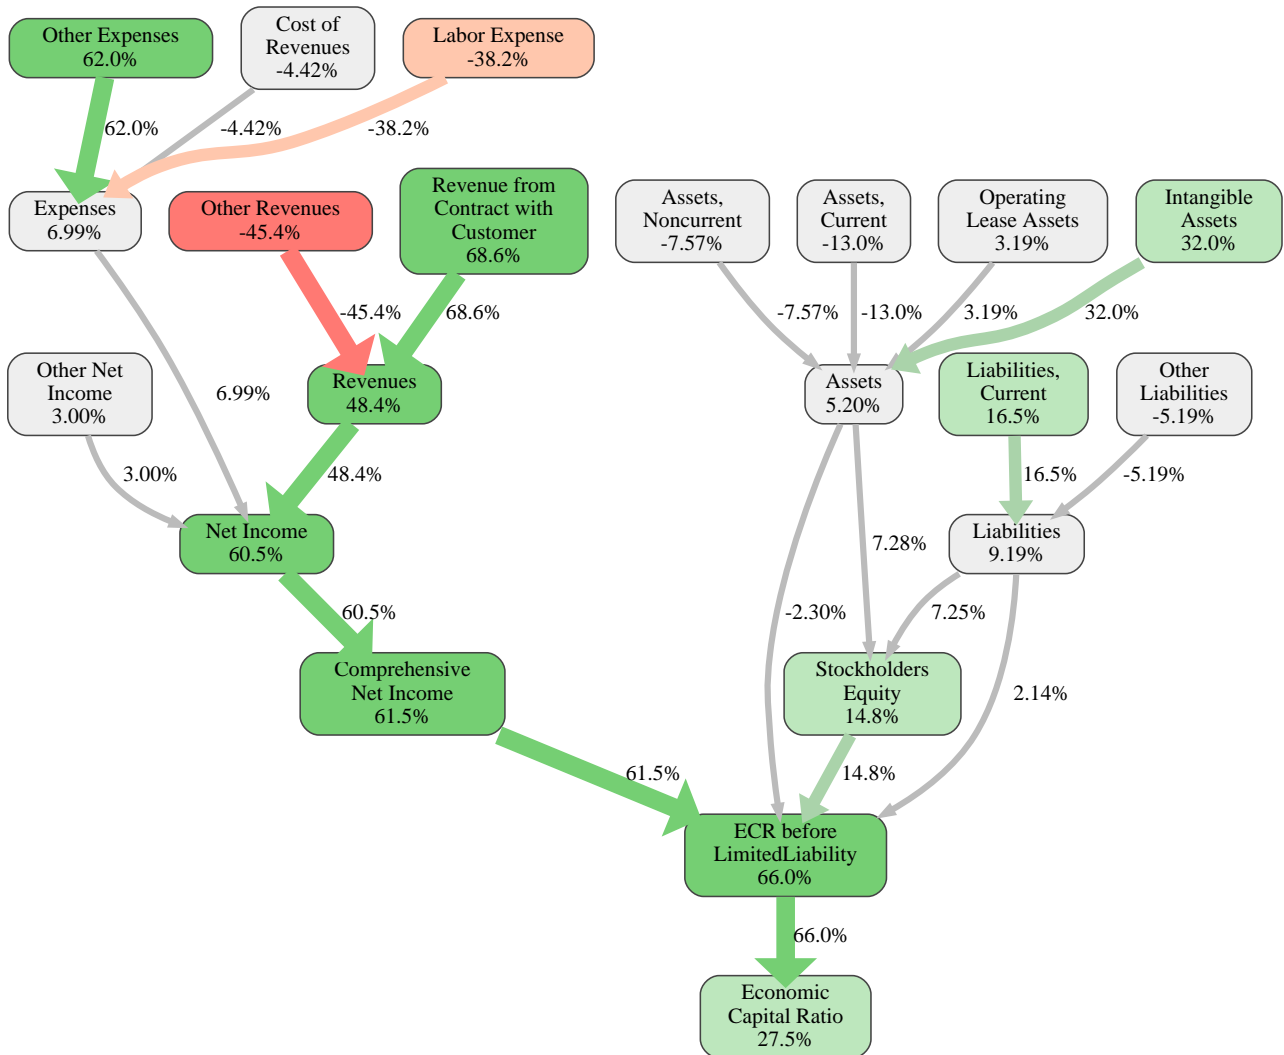 Other Expenses
62.0%
Cost of
Revenues
-4.42%
Labor Expense
-38.2%
62.0%
-4.42%
-38.2%
Expenses
6.99%
Other Revenues
-45.4%
Revenue from
Contract with
Customer
68.6%
Assets,
Noncurrent
-7.57%
Assets,
Current
-13.0%
Operating
Lease Assets
3.19%
Intangible
Assets
32.0%
-45.4%
68.6%
-7.57%
-13.0%
3.19%
32.0%
Other Net
Income
3.00%
6.99%
Revenues
48.4%
Assets
5.20%
Liabilities,
Current
16.5%
Other
Liabilities
-5.19%
3.00%
48.4%
16.5%
-5.19%
Net Income
60.5%
7.28%
Liabilities
9.19%
60.5%
-2.30%
7.25%
Comprehensive
Net Income
61.5%
Stockholders
Equity
14.8%
2.14%
61.5%
14.8%
ECR before
LimitedLiability
66.0%
66.0%
Economic
Capital Ratio
27.5%